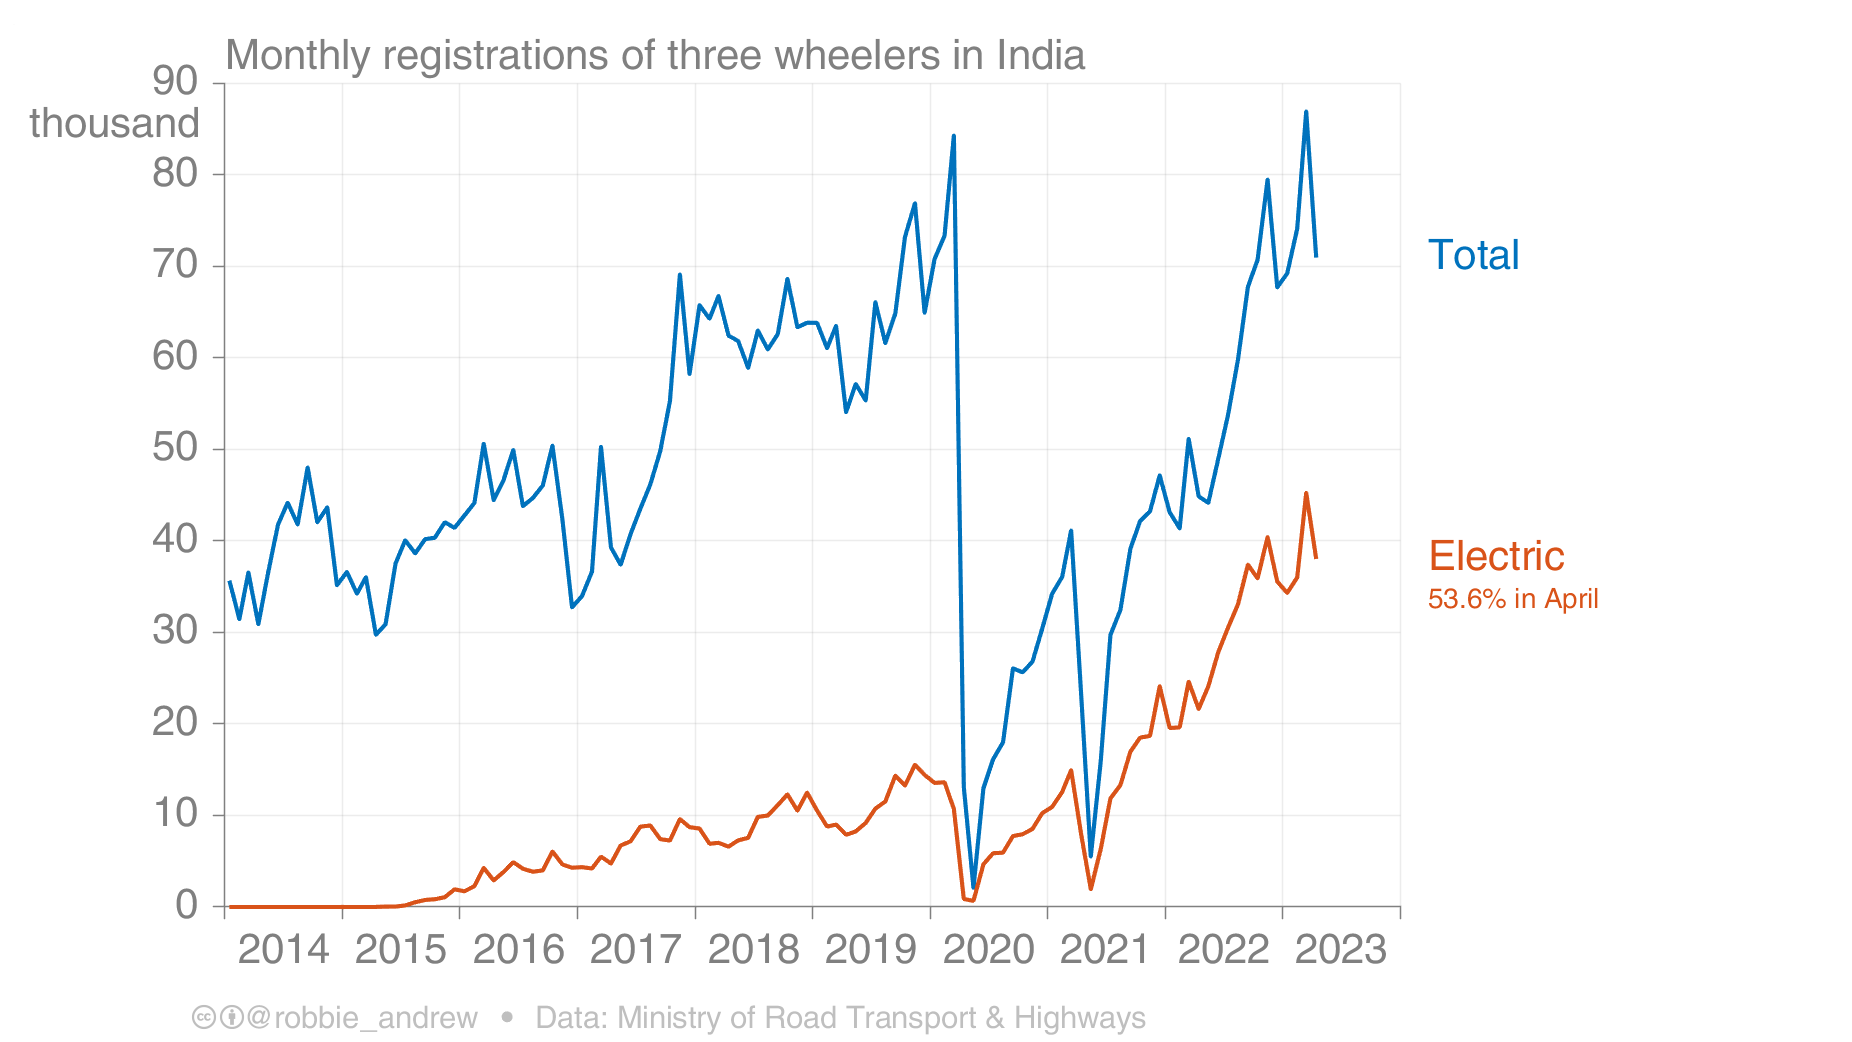 Monthly registrations of three wheelers in India
90
thousand
80
70
60
50
40
30
20
10
0
Total
Electric
53.6% in April
2014 2015 2016 2017 2018 2019 2020 2021 2022 2023
@robbie_andrew • Data: Ministry of Road Transport & Highways